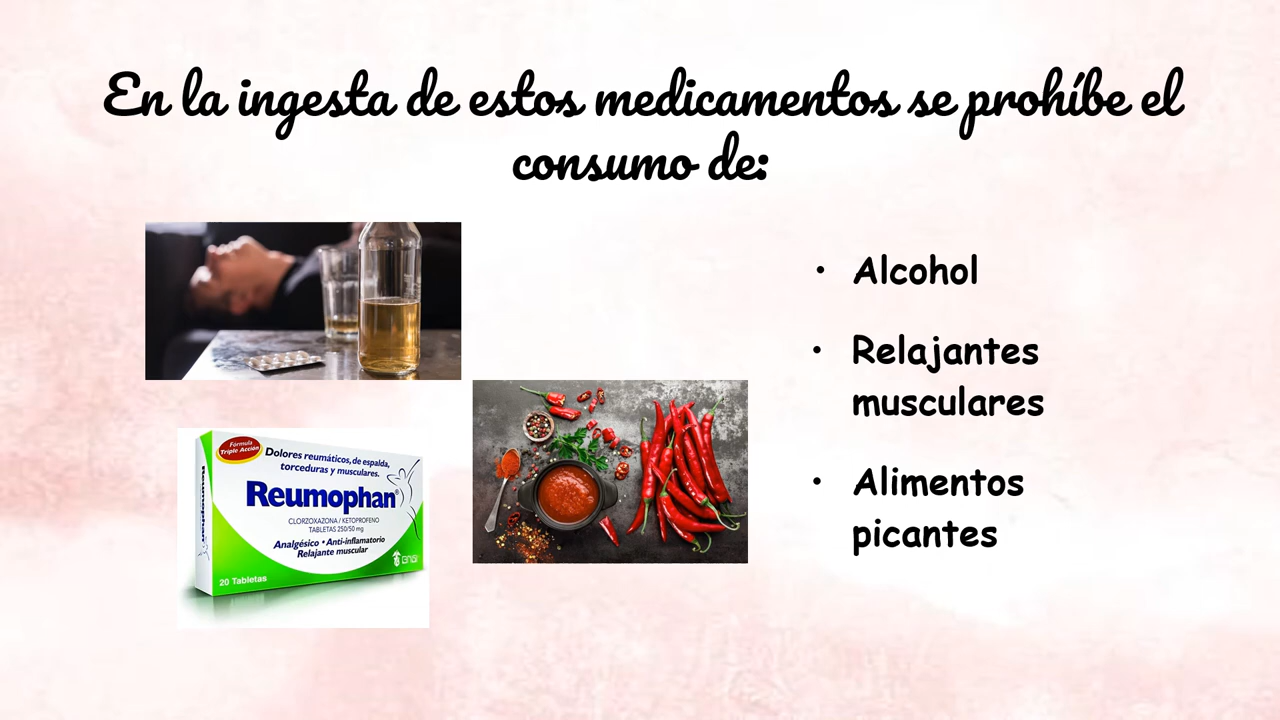 En la ingesta de estos medicamentos se prohíbe el
consumo de:
• Alcohol
• Relajantes
musculares
• Alimentos
picantes
Fórmula
Triple Acción
Dolores reumáticos, de espalda,
torceduras y musculares.
Reumophan®
CLORZOXAZONA / KETOPROFENO
TABLETAS 250/50 mg
Analgésico • Anti-inflamatorio
Relajante muscular
20 Tabletas
Reumophan